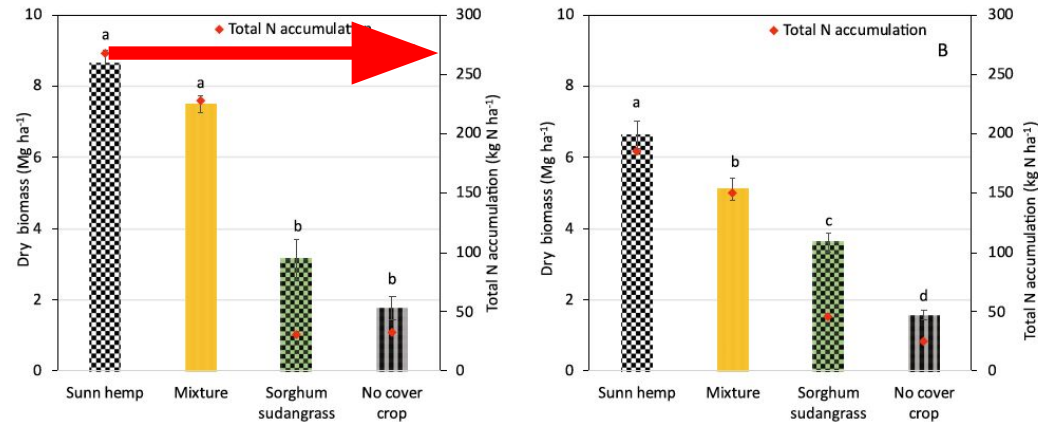 10
8
6
4
2
0
Dry biomass (Mg ha⁻¹)
300
250
200
150
100
50
0
Total N accumulation (kg N ha⁻¹)
Total N accumulation
a
a
b
b
Sunn hemp
Mixture
Sorghum
sudangrass
No cover
crop
10
8
6
4
2
0
Dry biomass (Mg ha⁻¹)
300
250
200
150
100
50
0
Total N accumulation (kg N ha⁻¹)
Total N accumulation
B
a
b
c
d
Sunn hemp
Mixture
Sorghum
sudangrass
No cover
crop